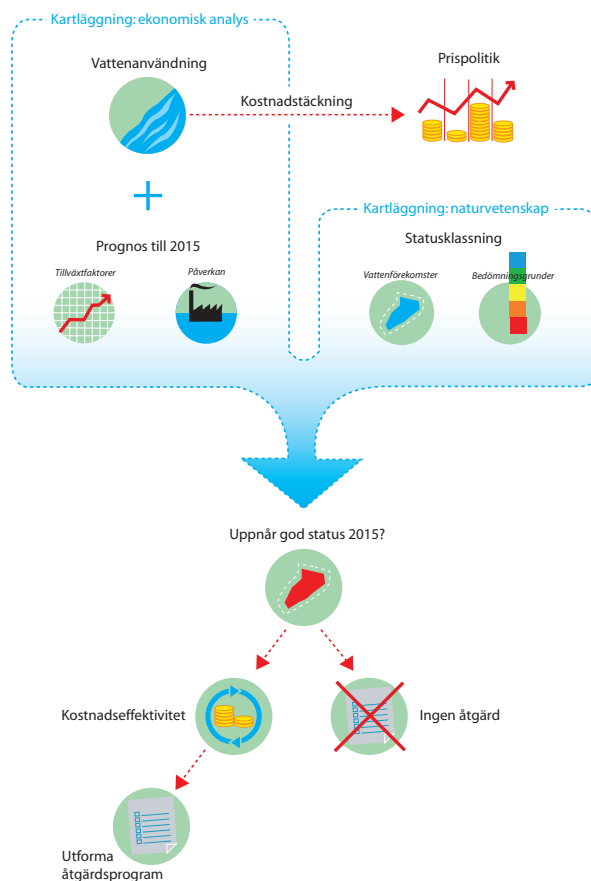 Kartläggning: ekonomisk analys
Vattenanvändning
Prispolitik
Kostnadstäckning
Kartläggning: naturvetenskap
Prognos till 2015
Statusklassning
Tillväxtfaktorer
Påverkan
Vattenförekomster
Bedömningsgrunder
Uppnår god status 2015?
Kostnadseffektivitet
Ingen åtgärd
Utforma
åtgärdsprogram